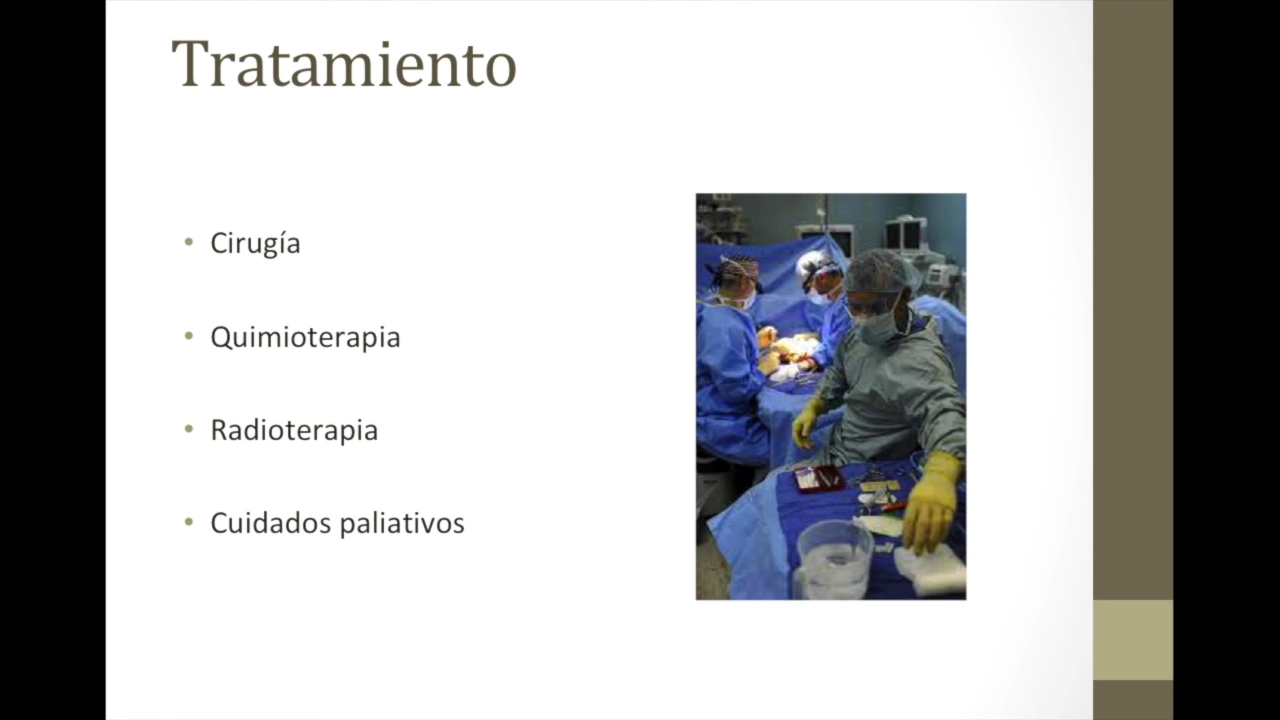 Tratamiento
• Cirugía
• Quimioterapia
• Radioterapia
• Cuidados paliativos